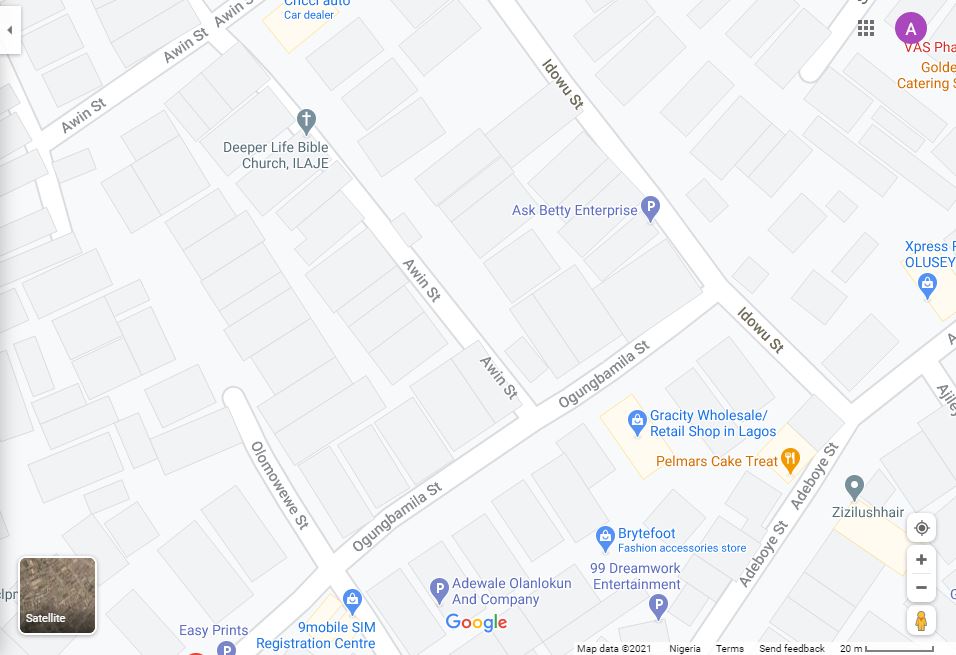 Chcci auto
Car dealer
Awin St
Awin St
Awin St
A
VAS Pha
Golde
Catering S
Idowu St
Deeper Life Bible
Church, ILAJE
Ask Betty Enterprise
P
Xpress F
OLUSEY
Awin St
Idowu St
Awin St
Ogungbamila St
Ajile
Gracity Wholesale/
Retail Shop in Lagos
Pelmars Cake Treat
Adeboye St
Olomowewe St
Ogungbamila St
Zizilushhair
Adeboye St
Brytefoot
Fashion accessories store
99 Dreamwork
Entertainment
P
Adewale Olanlokun
And Company
P
Satellite
Google
Easy Prints
P
9mobile SIM
Registration Centre
Map data ©2021
Nigeria
Terms
Send feedback
20 m